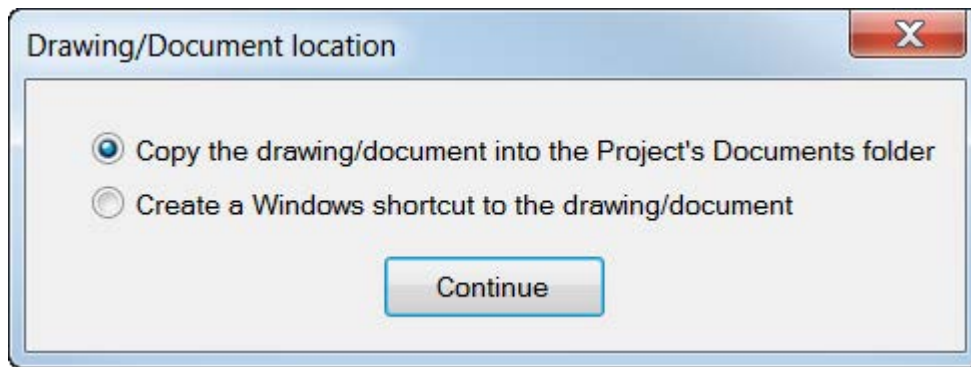 Drawing/Document location
Copy the drawing/document into the Project's Documents folder
Create a Windows shortcut to the drawing/document
Continue